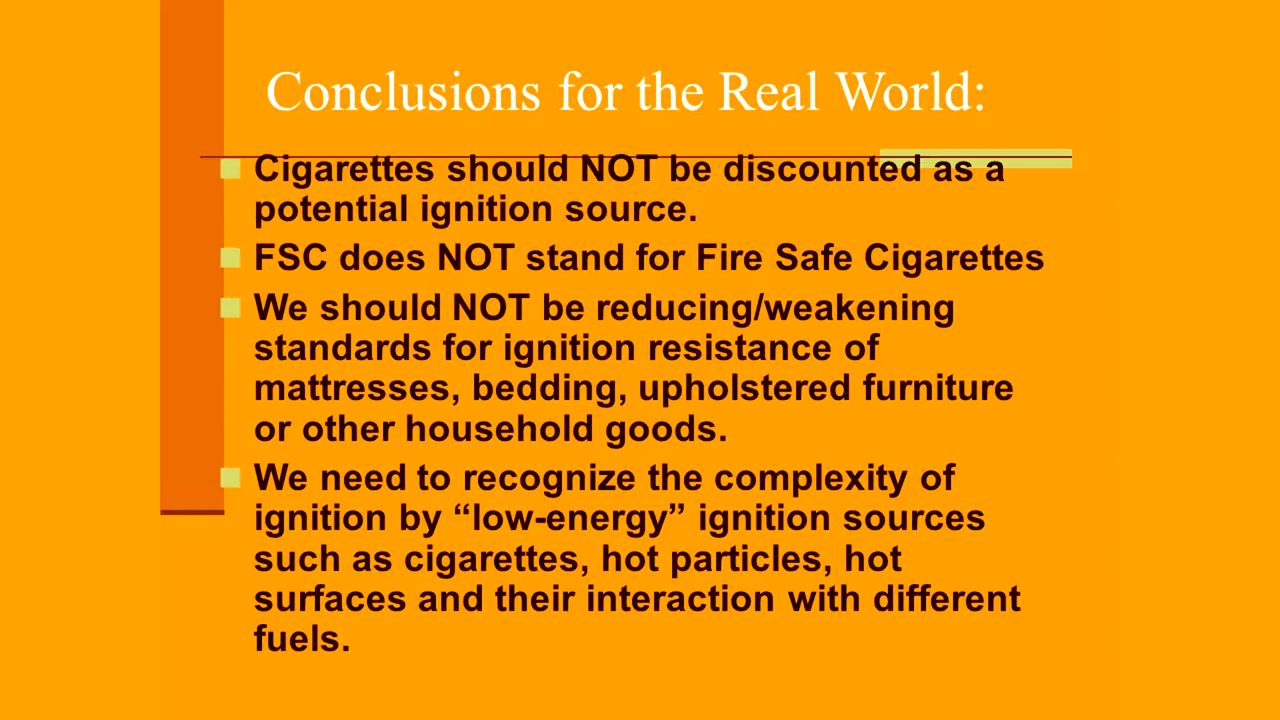 Conclusions for the Real World:
Cigarettes should NOT be discounted as a
potential ignition source.
FSC does NOT stand for Fire Safe Cigarettes
We should NOT be reducing/weakening
standards for ignition resistance of
mattresses, bedding, upholstered furniture
or other household goods.
We need to recognize the complexity of
ignition by “low-energy” ignition sources
such as cigarettes, hot particles, hot
surfaces and their interaction with different
fuels.